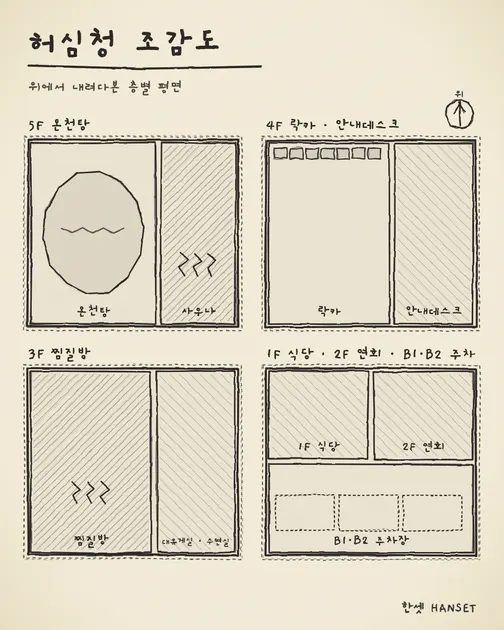 허심청 조감도
위에서 내려다본 층별 평면
위
5F 온천탕
4F 락카 · 안내데스크
온천탕
사우나
락카
안내데스크
3F 찜질방
1F 식당 · 2F 연회 · B1·B2 주차
1F 식당
2F 연회
찜질방
대휴게실 · 수면실
B1·B2 주차장
한셋 HANSET